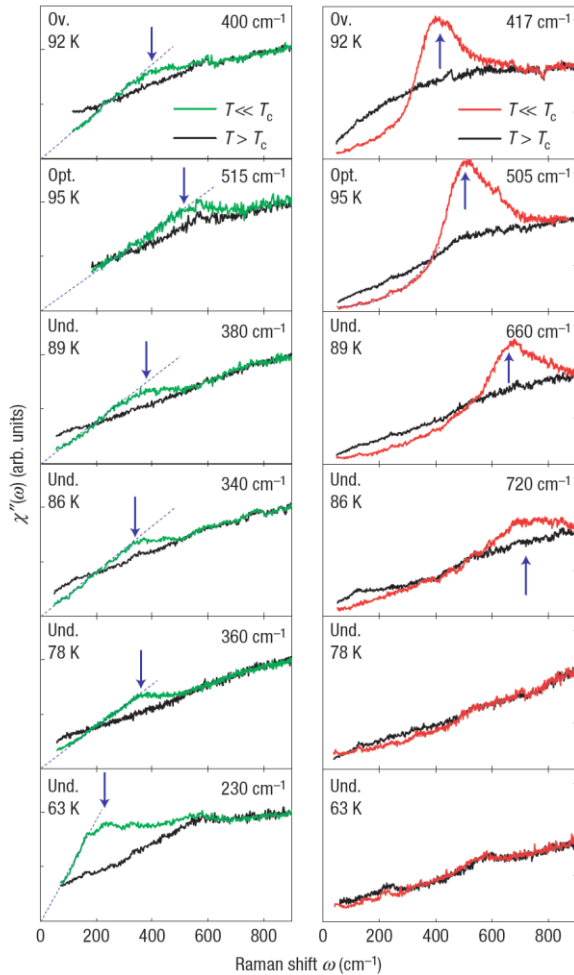 Ov.
92 K
400 cm⁻¹
T << Tc
T > Tc
Opt.
95 K
515 cm⁻¹
Und.
89 K
380 cm⁻¹
Und.
86 K
340 cm⁻¹
Und.
78 K
360 cm⁻¹
Und.
63 K
230 cm⁻¹
0 200 400 600 800
Ov.
92 K
417 cm⁻¹
T << Tc
T > Tc
Opt.
95 K
505 cm⁻¹
Und.
89 K
660 cm⁻¹
Und.
86 K
720 cm⁻¹
Und.
78 K
Und.
63 K
0 200 400 600 800
χ″(ω) (arb. units)
Raman shift ω (cm⁻¹)